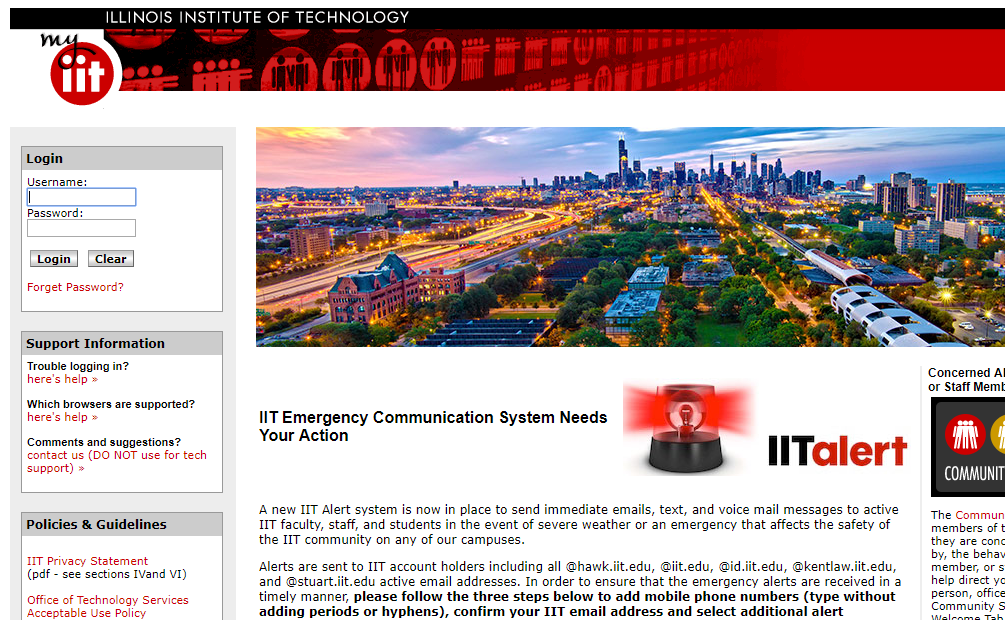 ILLINOIS INSTITUTE OF TECHNOLOGY
my
iit
Login
Username:
Password:
Login Clear
Forget Password?
Support Information
Trouble logging in?
here's help »
Which browsers are supported?
here's help »
Comments and suggestions?
contact us (DO NOT use for tech
support) »
Policies & Guidelines
IIT Privacy Statement
(pdf - see sections IVand VI)
Office of Technology Services
Acceptable Use Policy
IIT Emergency Communication System Needs
Your Action
IITalert
A new IIT Alert system is now in place to send immediate emails, text, and voice mail messages to active
IIT faculty, staff, and students in the event of severe weather or an emergency that affects the safety of
the IIT community on any of our campuses.
Alerts are sent to IIT account holders including all @hawk.iit.edu, @iit.edu, @id.iit.edu, @kentlaw.iit.edu,
and @stuart.iit.edu active email addresses. In order to ensure that the emergency alerts are received in a
timely manner, please follow the three steps below to add mobile phone numbers (type without
adding periods or hyphens), confirm your IIT email address and select additional alert
Concerned
or Staff
COMMUNIT
The Commun
members of
they are
by, the
member, or
help direct
person,
Community
Welcome